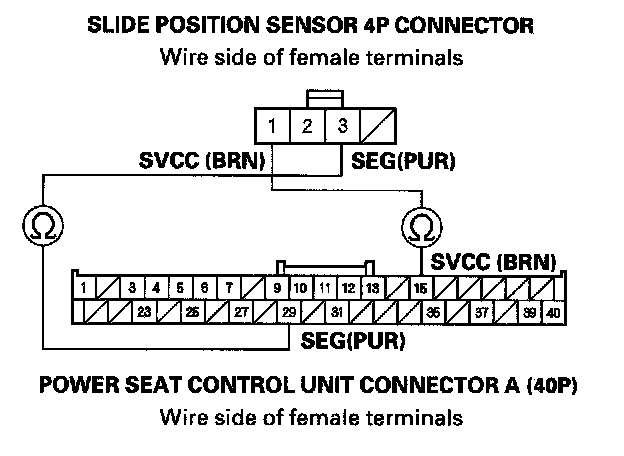 SLIDE POSITION SENSOR 4P CONNECTOR
Wire side of female terminals
1 2 3
SVCC (BRN) SEG(PUR)
Ω Ω
SVCC (BRN)
1 3 4 5 6 7 9 10 11 12 13 15
23 25 27 29 31 35 37 39 40
SEG(PUR)
POWER SEAT CONTROL UNIT CONNECTOR A (40P)
Wire side of female terminals